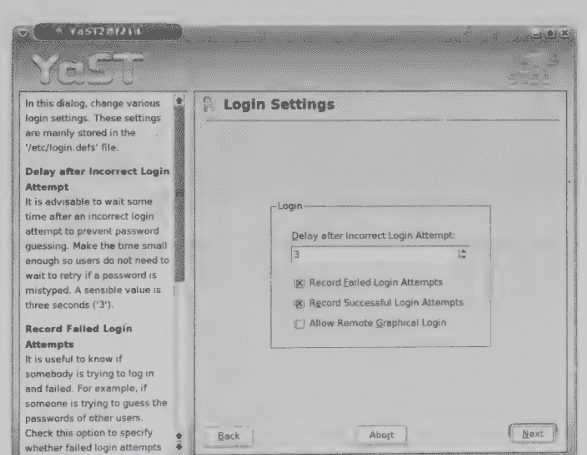 YaST
In this dialog, change various
login settings. These settings
are mainly stored in the
'/etc/login.defs' file.
Delay after Incorrect Login
Attempt
It is advisable to wait some
time after an incorrect login
attempt to prevent password
guessing. Make the time small
enough so users do not need to
wait to retry if a password is
mistyped. A sensible value is
three seconds ('3').
Record Failed Login
Attempts
It is useful to know if
somebody is trying to log in
and failed. For example, if
someone is trying to guess the
passwords of other users.
Check this option to specify
whether failed login attempts
Login Settings
Login
Delay after Incorrect Login Attempt:
3
Record Failed Login Attempts
Record Successful Login Attempts
Allow Remote Graphical Login
Back
Abort
Next